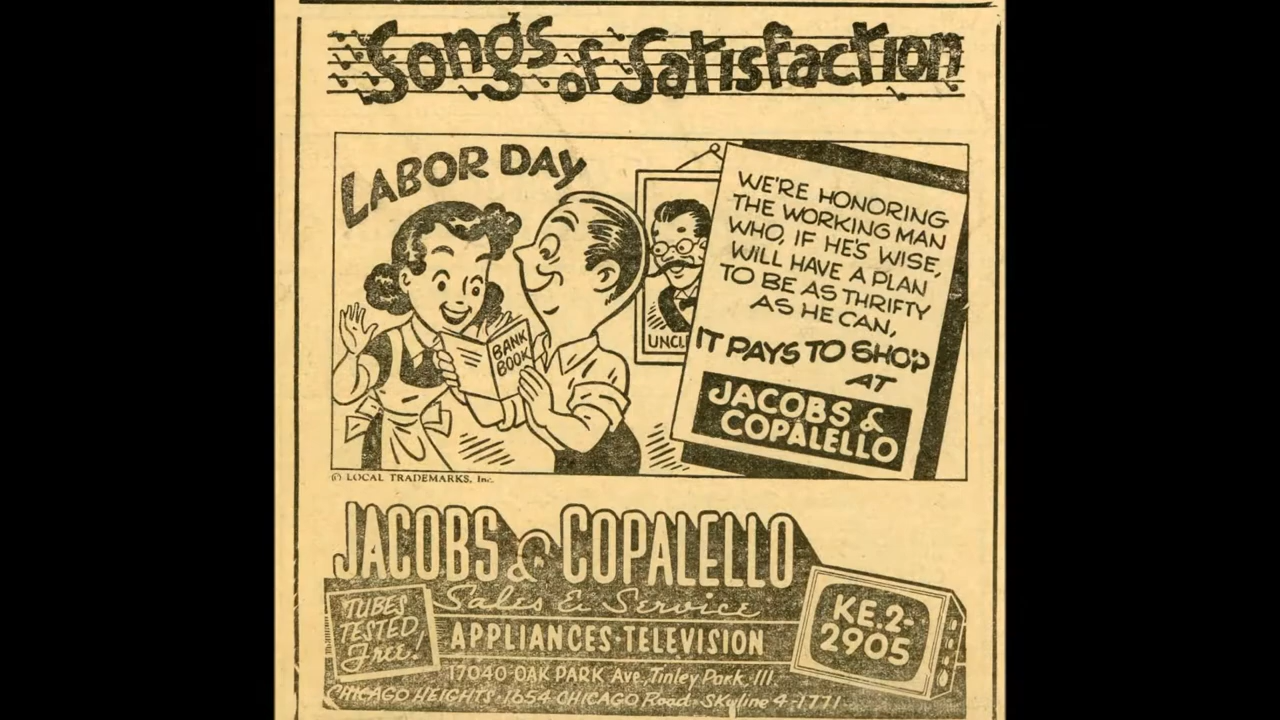 Songs of Satisfaction
LABOR DAY
WE'RE HONORING
THE WORKING MAN
WHO, IF HE'S WISE,
WILL HAVE A PLAN
TO BE AS THRIFTY
AS HE CAN,
IT PAYS TO SHOP
AT
JACOBS &
COPALELLO
BANK
BOOK
UNCL
© LOCAL TRADEMARKS, Inc.
JACOBS & COPALELLO
Sales & Service
TUBES
TESTED
Free!
APPLIANCES·TELEVISION
KE.2-
2905
17040 OAK PARK Ave. Tinley Park·Ill.
CHICAGO HEIGHTS·1654 CHICAGO Road·SKyline 4-1771